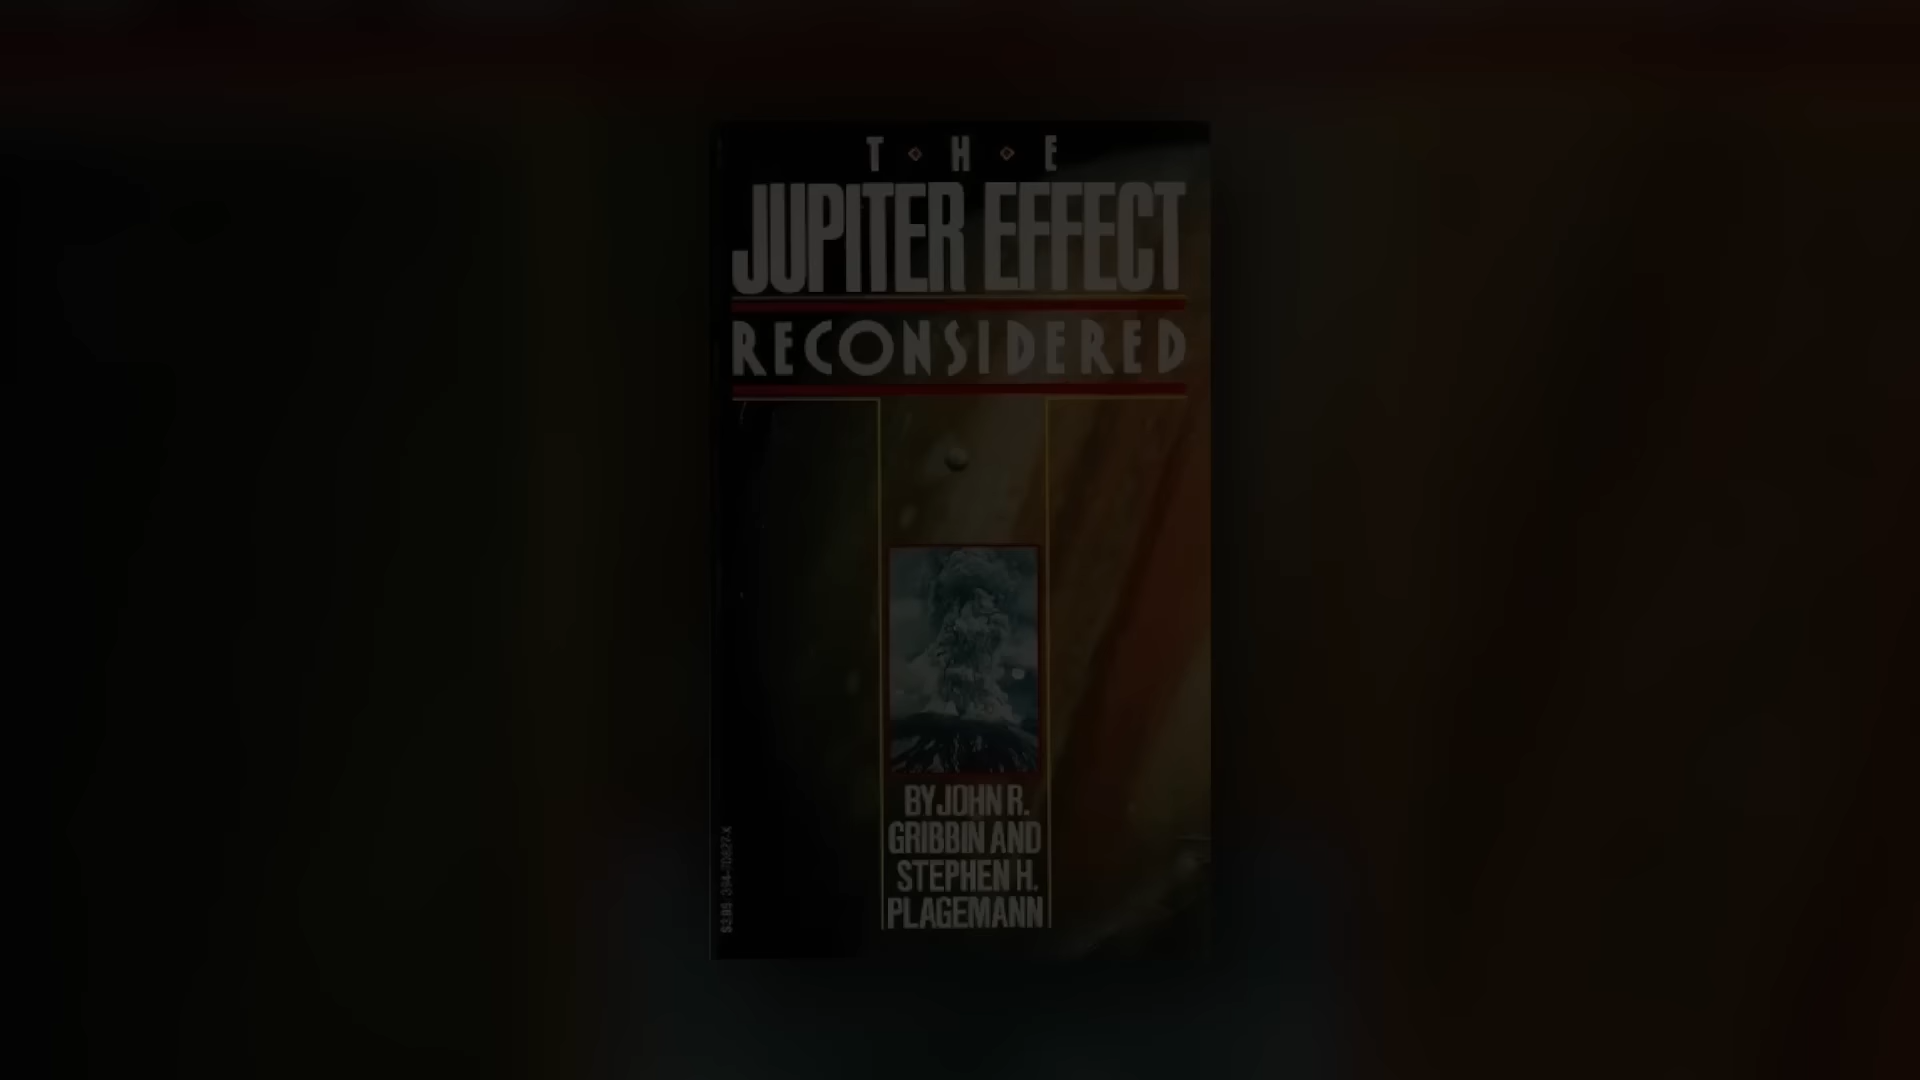 T H E
JUPITER EFFECT
RECONSIDERED
BY JOHN R.
GRIBBIN AND
STEPHEN H.
PLAGEMANN